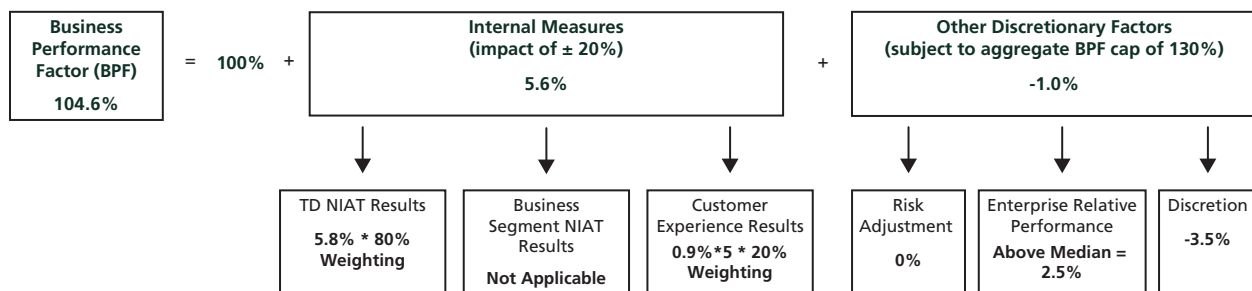 Business
Performance
Factor (BPF)
104.6%
=
100%
+
Internal Measures
(impact of ± 20%)
5.6%
+
Other Discretionary Factors
(subject to aggregate BPF cap of 130%)
-1.0%
TD NIAT Results
5.8% * 80%
Weighting
Business
Segment NIAT
Results
Not Applicable
Customer
Experience Results
0.9%*5 * 20%
Weighting
Risk
Adjustment
0%
Enterprise Relative
Performance
Above Median =
2.5%
Discretion
-3.5%